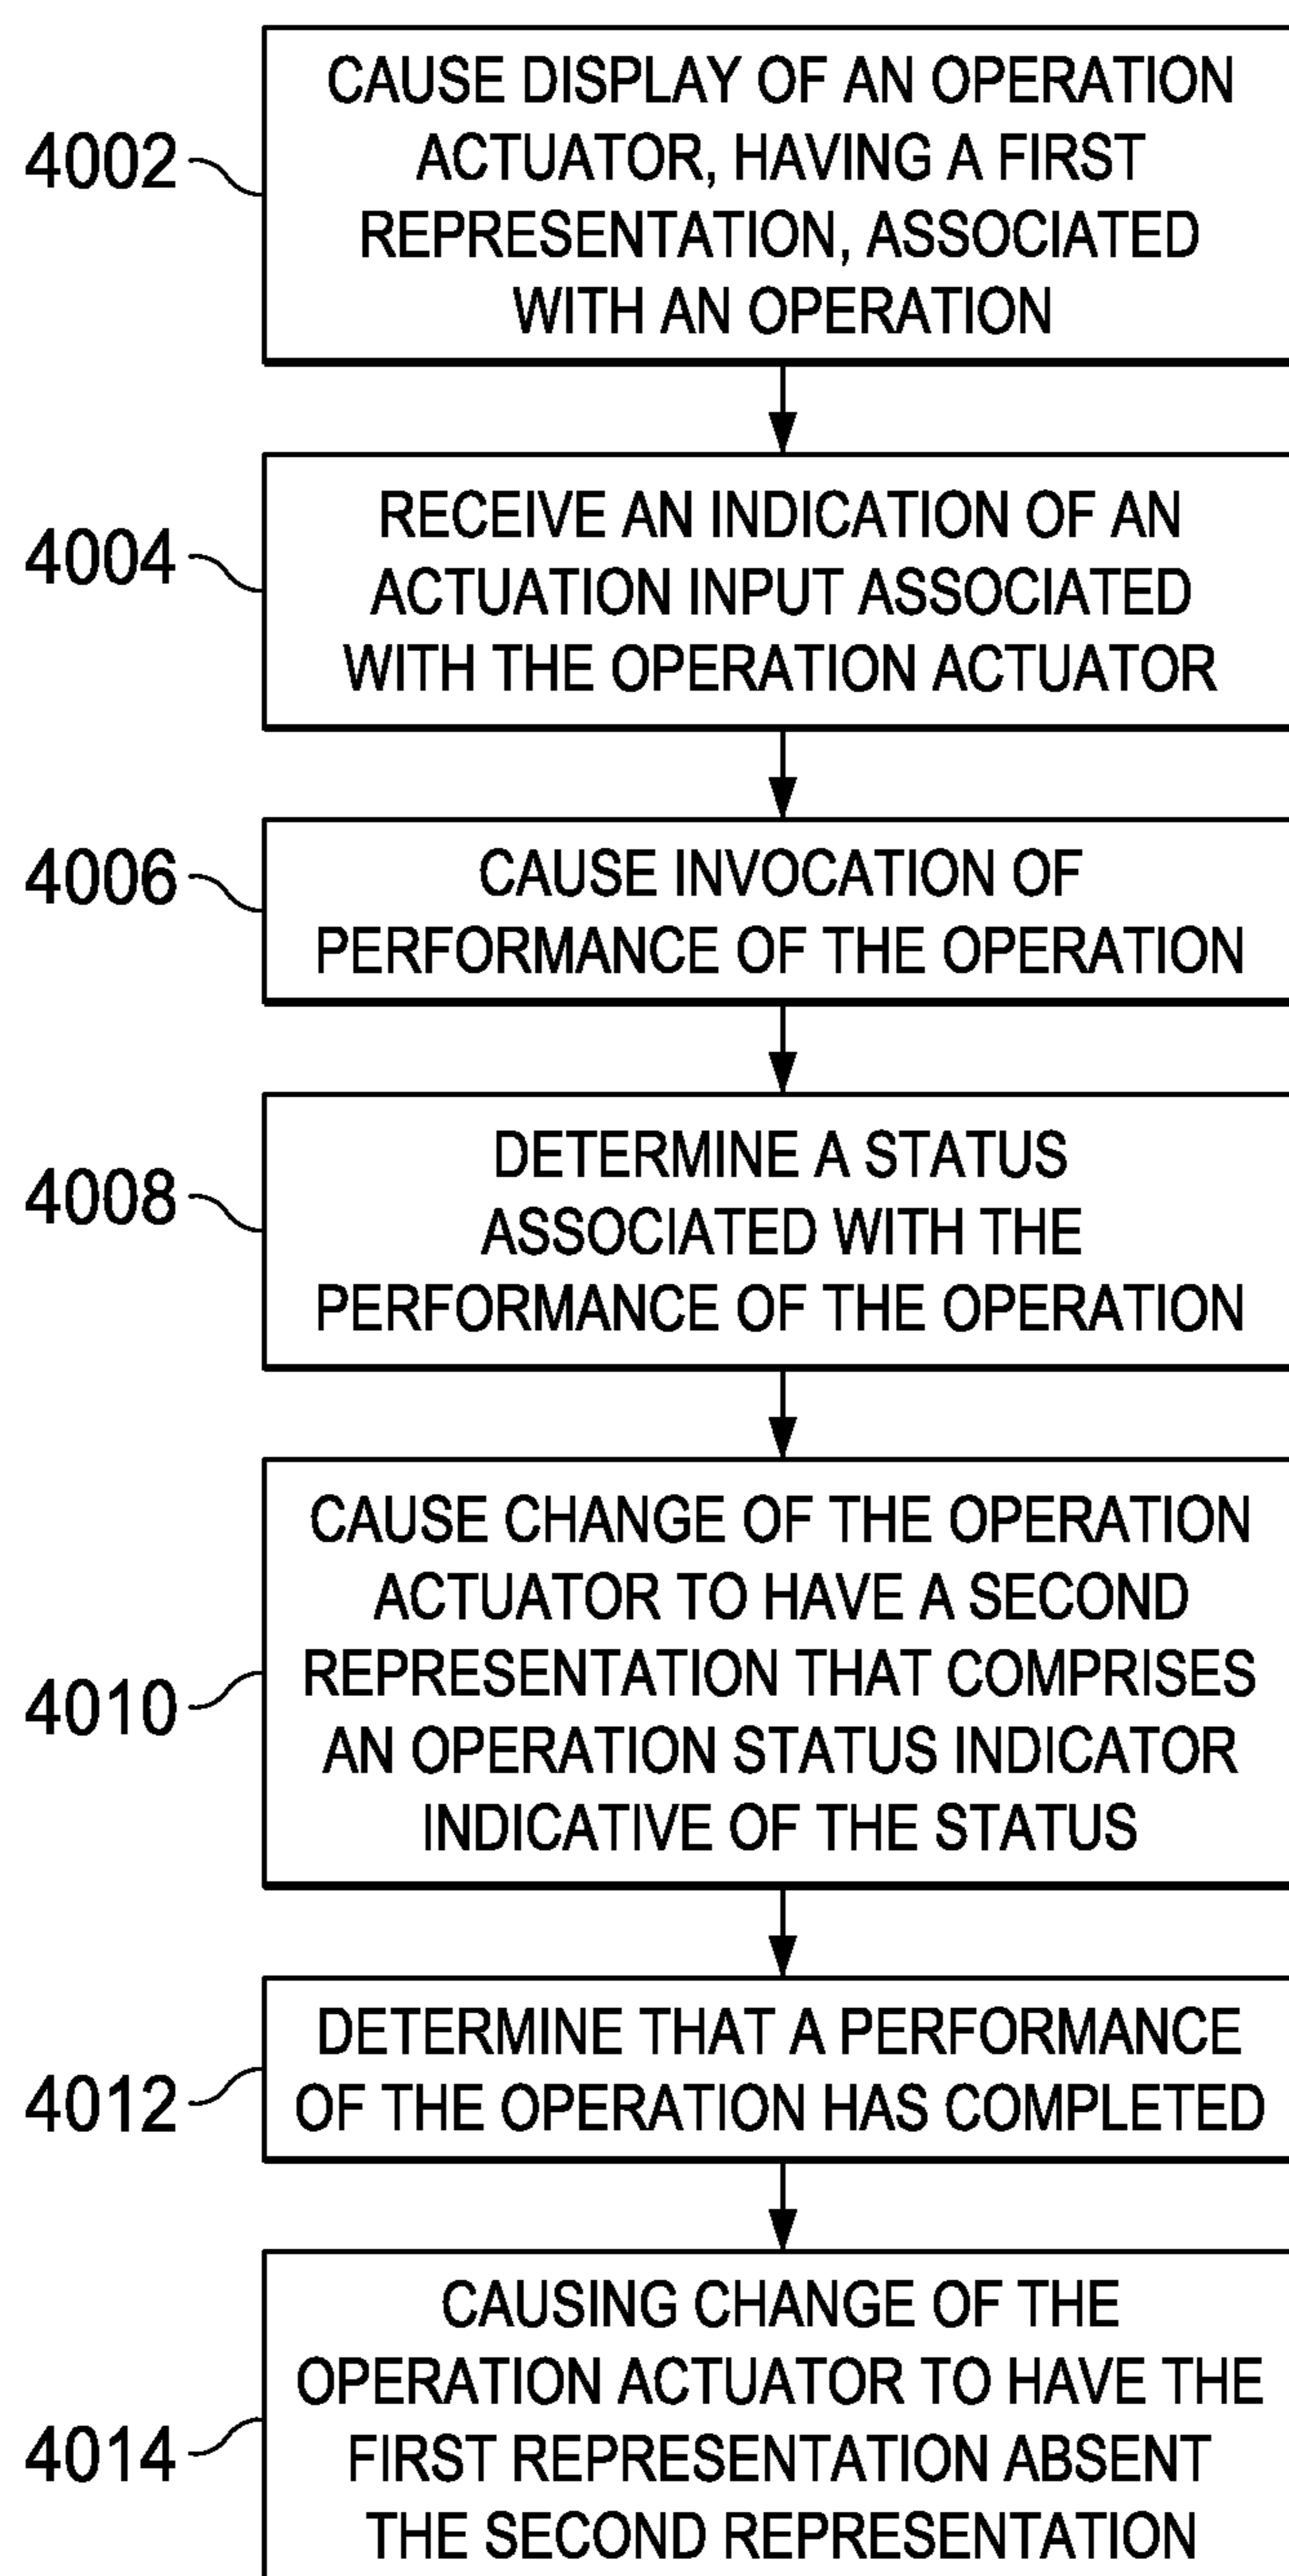 CAUSE DISPLAY OF AN OPERATION
ACTUATOR, HAVING A FIRST
REPRESENTATION, ASSOCIATED
WITH AN OPERATION
4002
RECEIVE AN INDICATION OF AN
ACTUATION INPUT ASSOCIATED
WITH THE OPERATION ACTUATOR
4004
CAUSE INVOCATION OF
PERFORMANCE OF THE OPERATION
4006
DETERMINE A STATUS
ASSOCIATED WITH THE
PERFORMANCE OF THE OPERATION
4008
CAUSE CHANGE OF THE OPERATION
ACTUATOR TO HAVE A SECOND
REPRESENTATION THAT COMPRISES
AN OPERATION STATUS INDICATOR
INDICATIVE OF THE STATUS
4010
DETERMINE THAT A PERFORMANCE
OF THE OPERATION HAS COMPLETED
4012
CAUSING CHANGE OF THE
OPERATION ACTUATOR TO HAVE THE
FIRST REPRESENTATION ABSENT
THE SECOND REPRESENTATION
4014